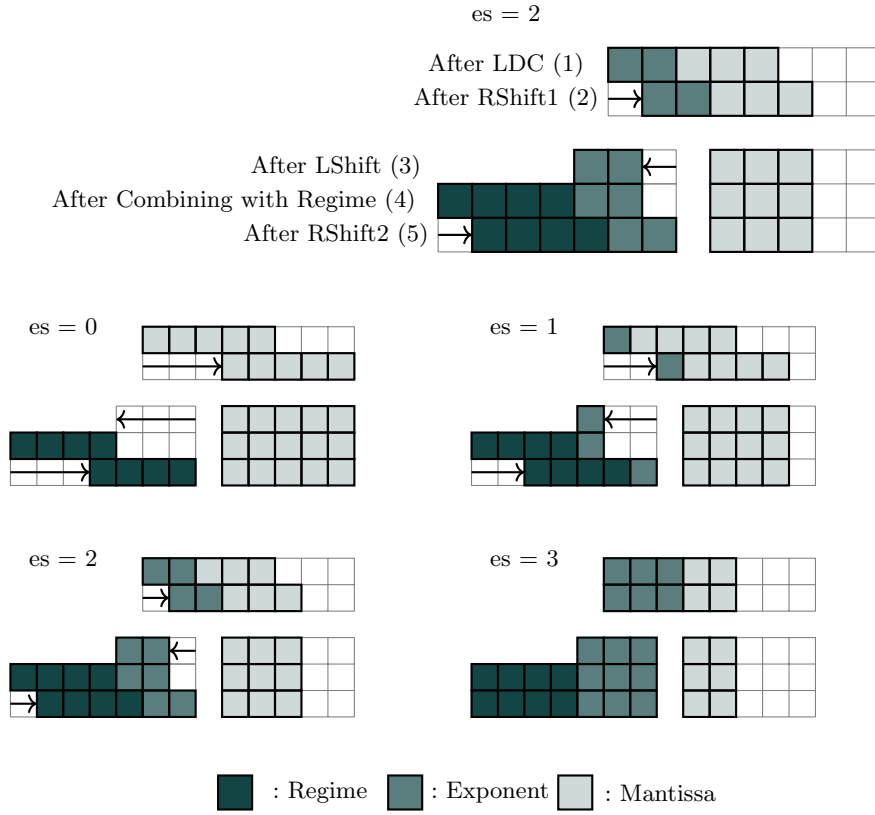 es = 2
After LDC (1)
After RShift1 (2)
After LShift (3)
After Combining with Regime (4)
After RShift2 (5)
es = 0
es = 1
es = 2
es = 3
: Regime
: Exponent
: Mantissa